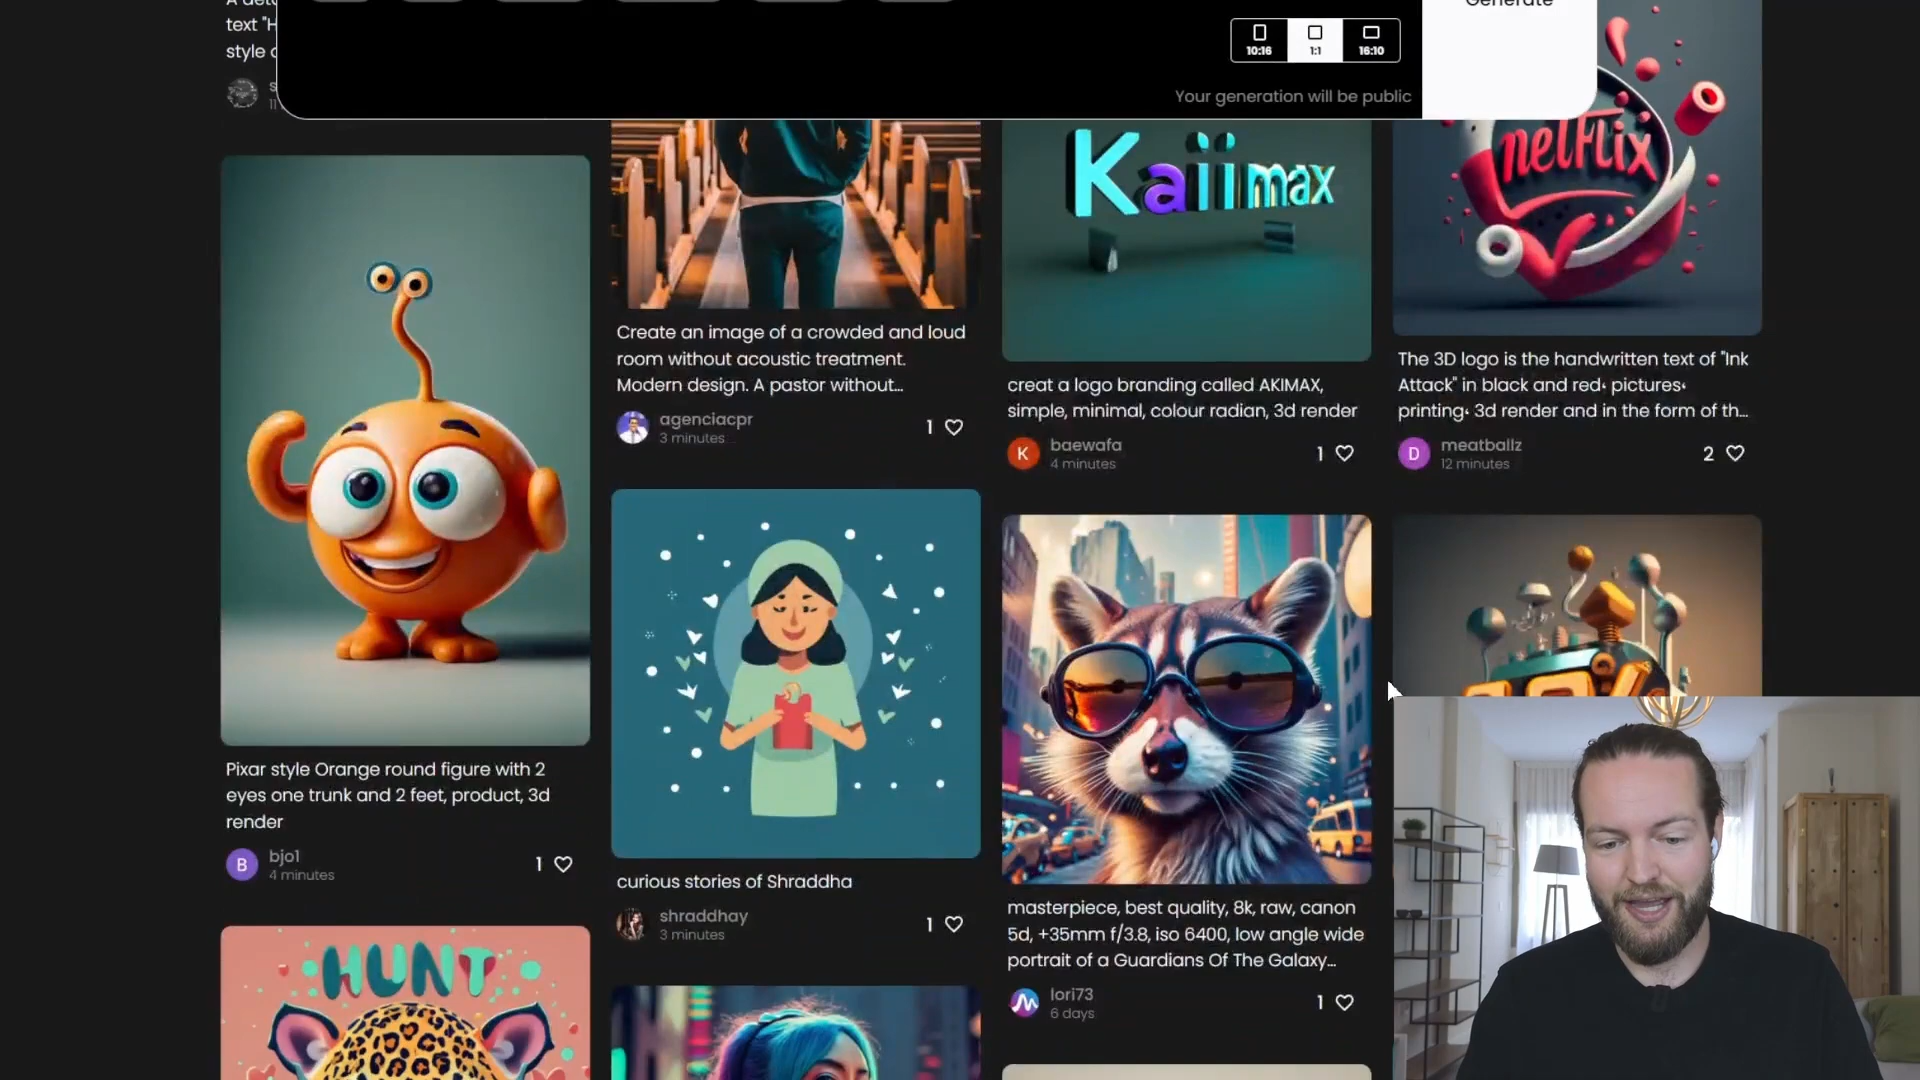 A deta
text "H
style c
s
11
Generate
10:16
1:1
16:10
Your generation will be public
Kaiimax
nelFlix
Create an image of a crowded and loud
room without acoustic treatment.
Modern design. A pastor without...
agenciacpr
3 minutes
1
creat a logo branding called AKIMAX,
simple, minimal, colour radian, 3d render
K
baewafa
4 minutes
1
The 3D logo is the handwritten text of "Ink
Attack" in black and red، pictures،
printing، 3d render and in the form of th...
D
meatballz
12 minutes
2
Pixar style Orange round figure with 2
eyes one trunk and 2 feet, product, 3d
render
B
bjo1
4 minutes
1
curious stories of Shraddha
shraddhay
3 minutes
1
masterpiece, best quality, 8k, raw, canon
5d, +35mm f/3.8, iso 6400, low angle wide
portrait of a Guardians Of The Galaxy...
lori73
6 days
1
HUNT